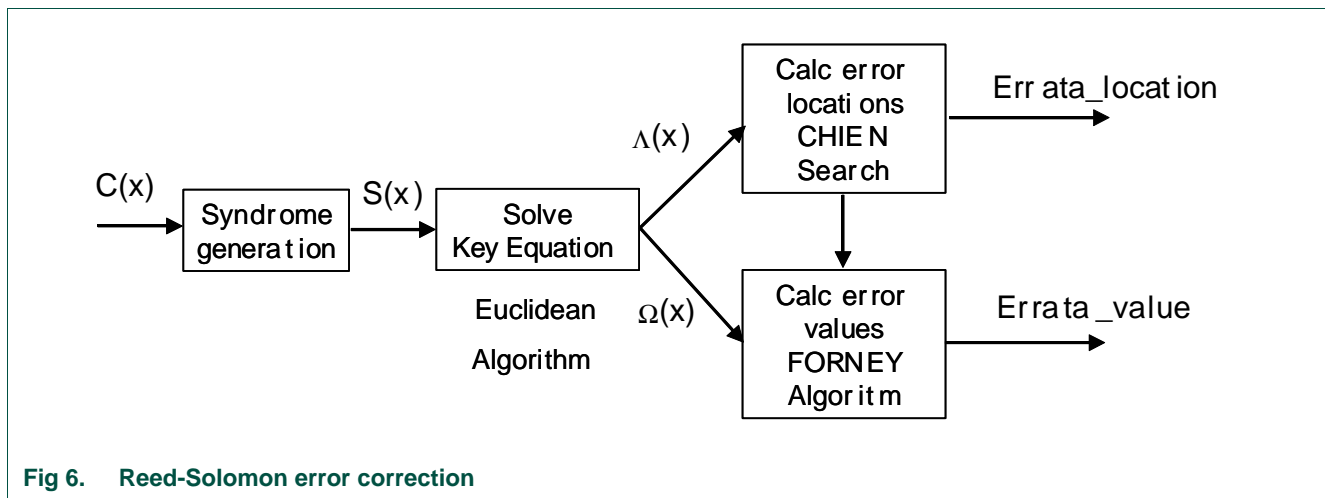 C(x)
Syndrome
generation
S(x)
Solve
Key Equation
Euclidean
Algorithm
Λ(x)
Ω(x)
Calc error
locations
CHIEN
Search
Errata_location
Calc error
values
FORNEY
Algoritm
Errata_value
Fig 6. Reed-Solomon error correction